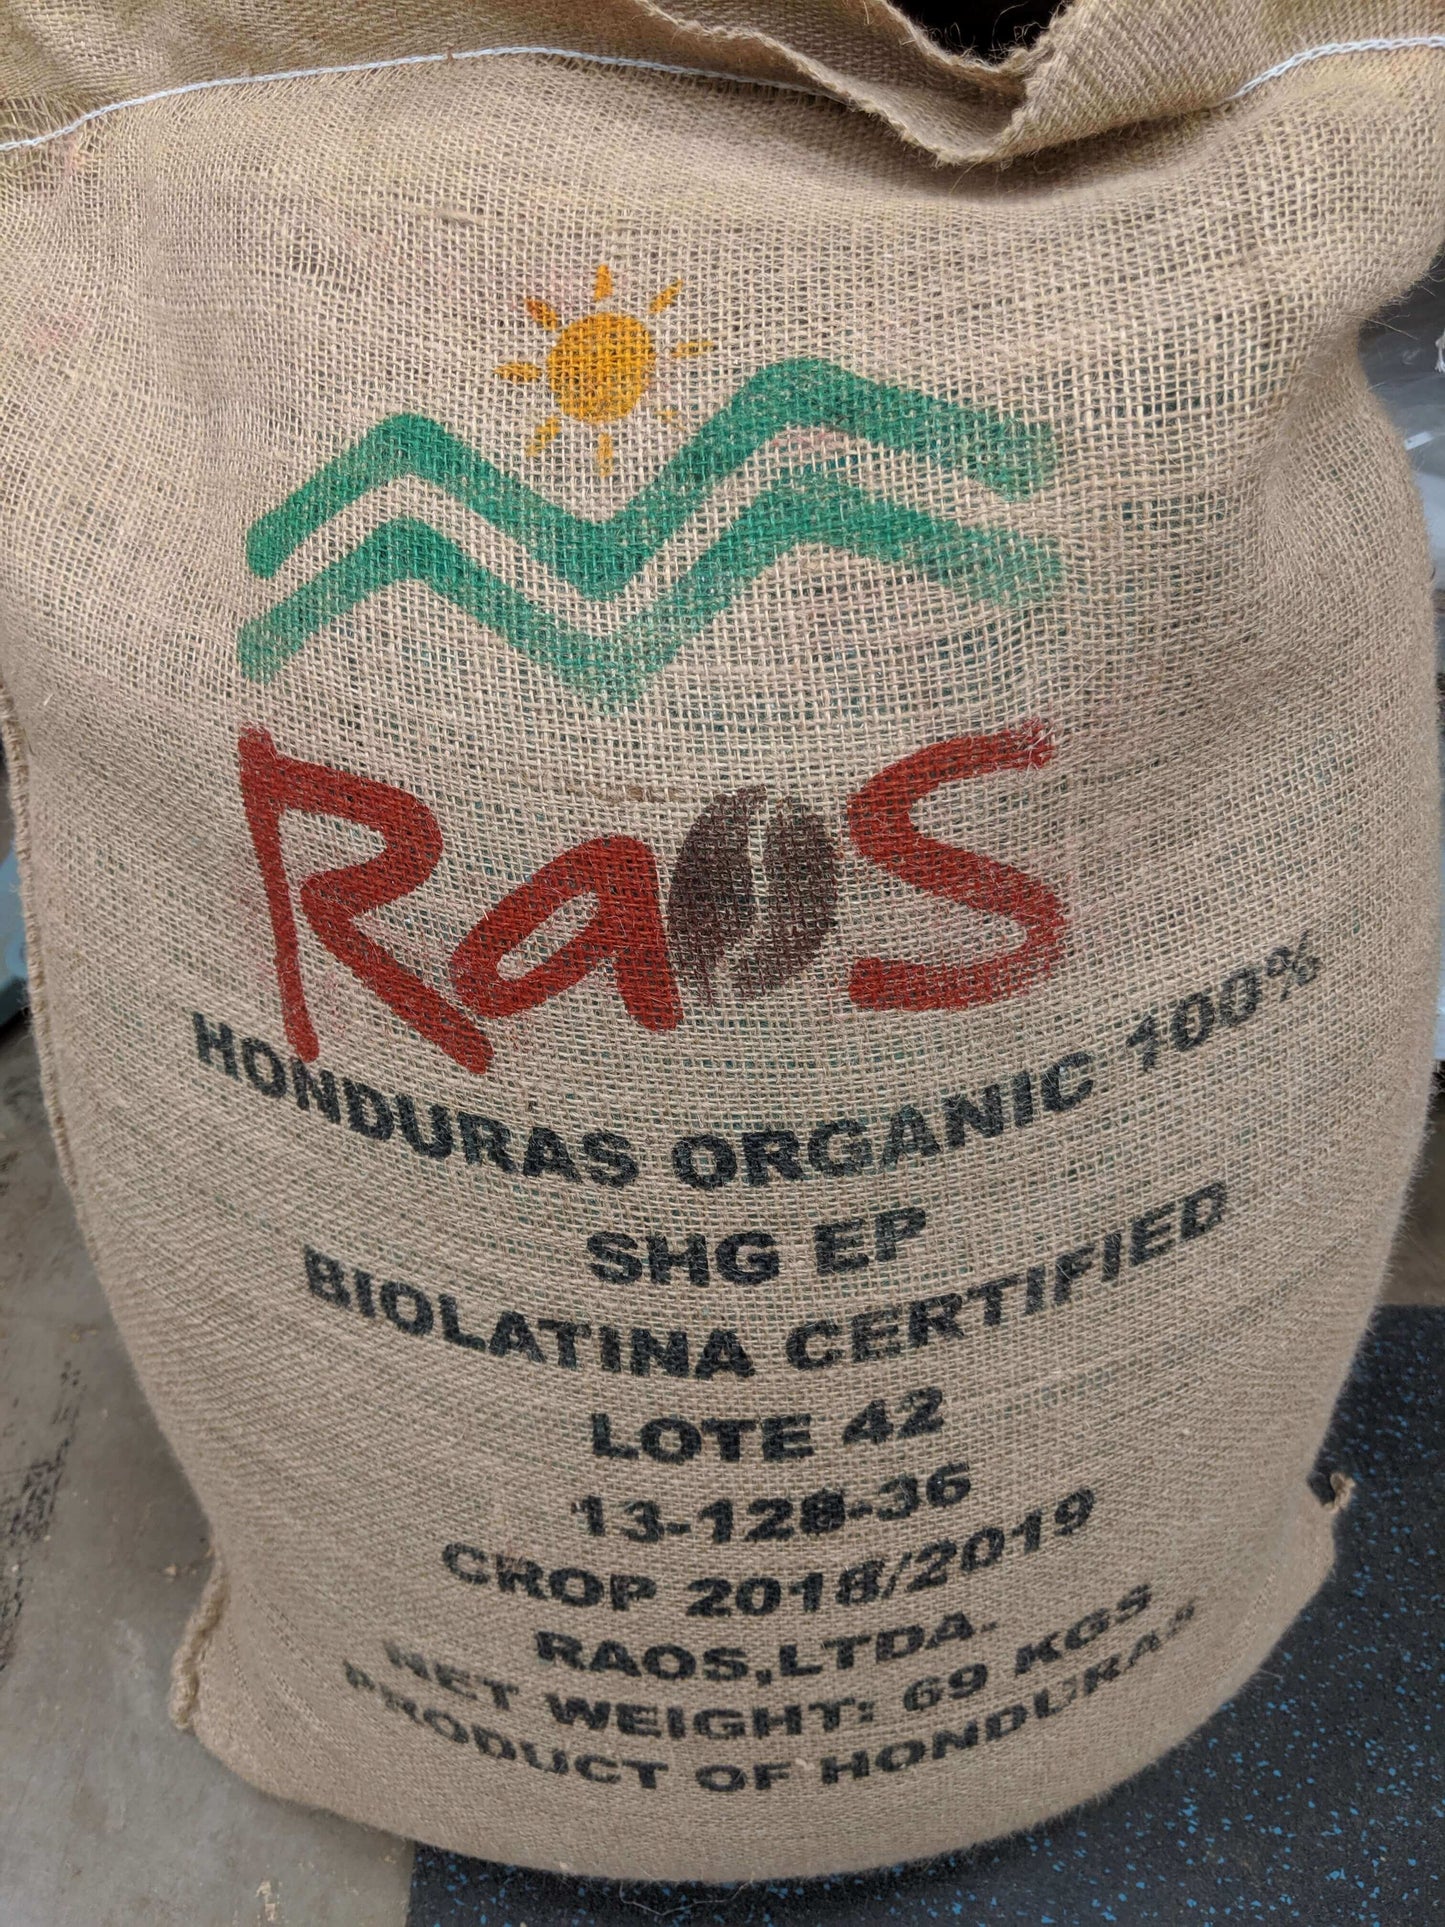 RaOS
HONDURAS ORGANIC 100%
SHG EP
BIOLATINA CERTIFIED
LOTE 42
13-128-36
CROP 2018/2019
RAOS,LTDA.
NET WEIGHT: 69 KGS
PRODUCT OF HONDURAS